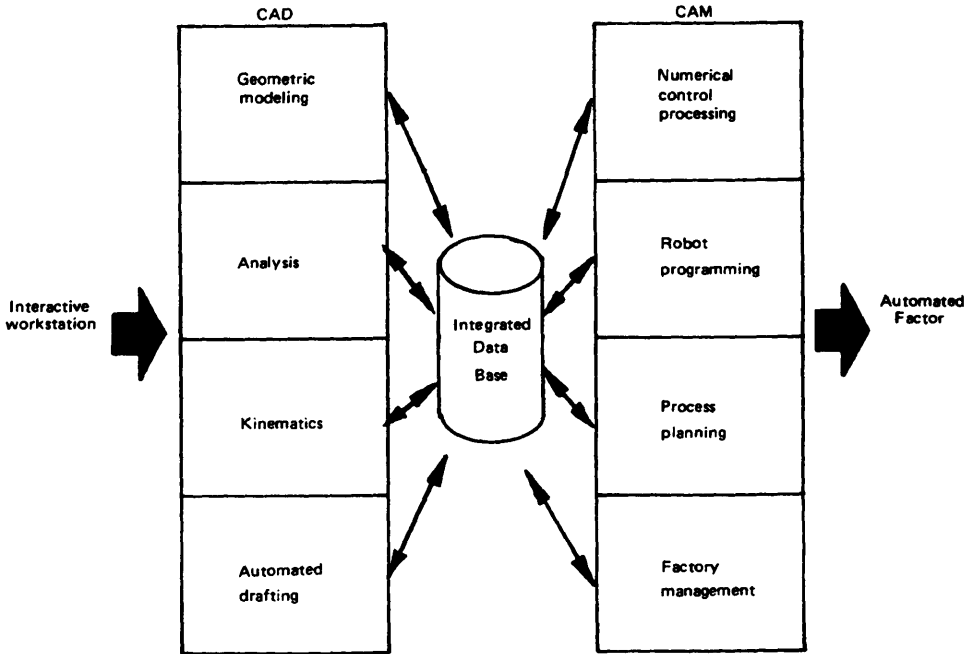 CAD
CAM
Geometric
modeling
Analysis
Kinematics
Automated
drafting
Interactive
workstation
Integrated
Data
Base
Numerical
control
processing
Robot
programming
Process
planning
Factory
management
Automated
Factor